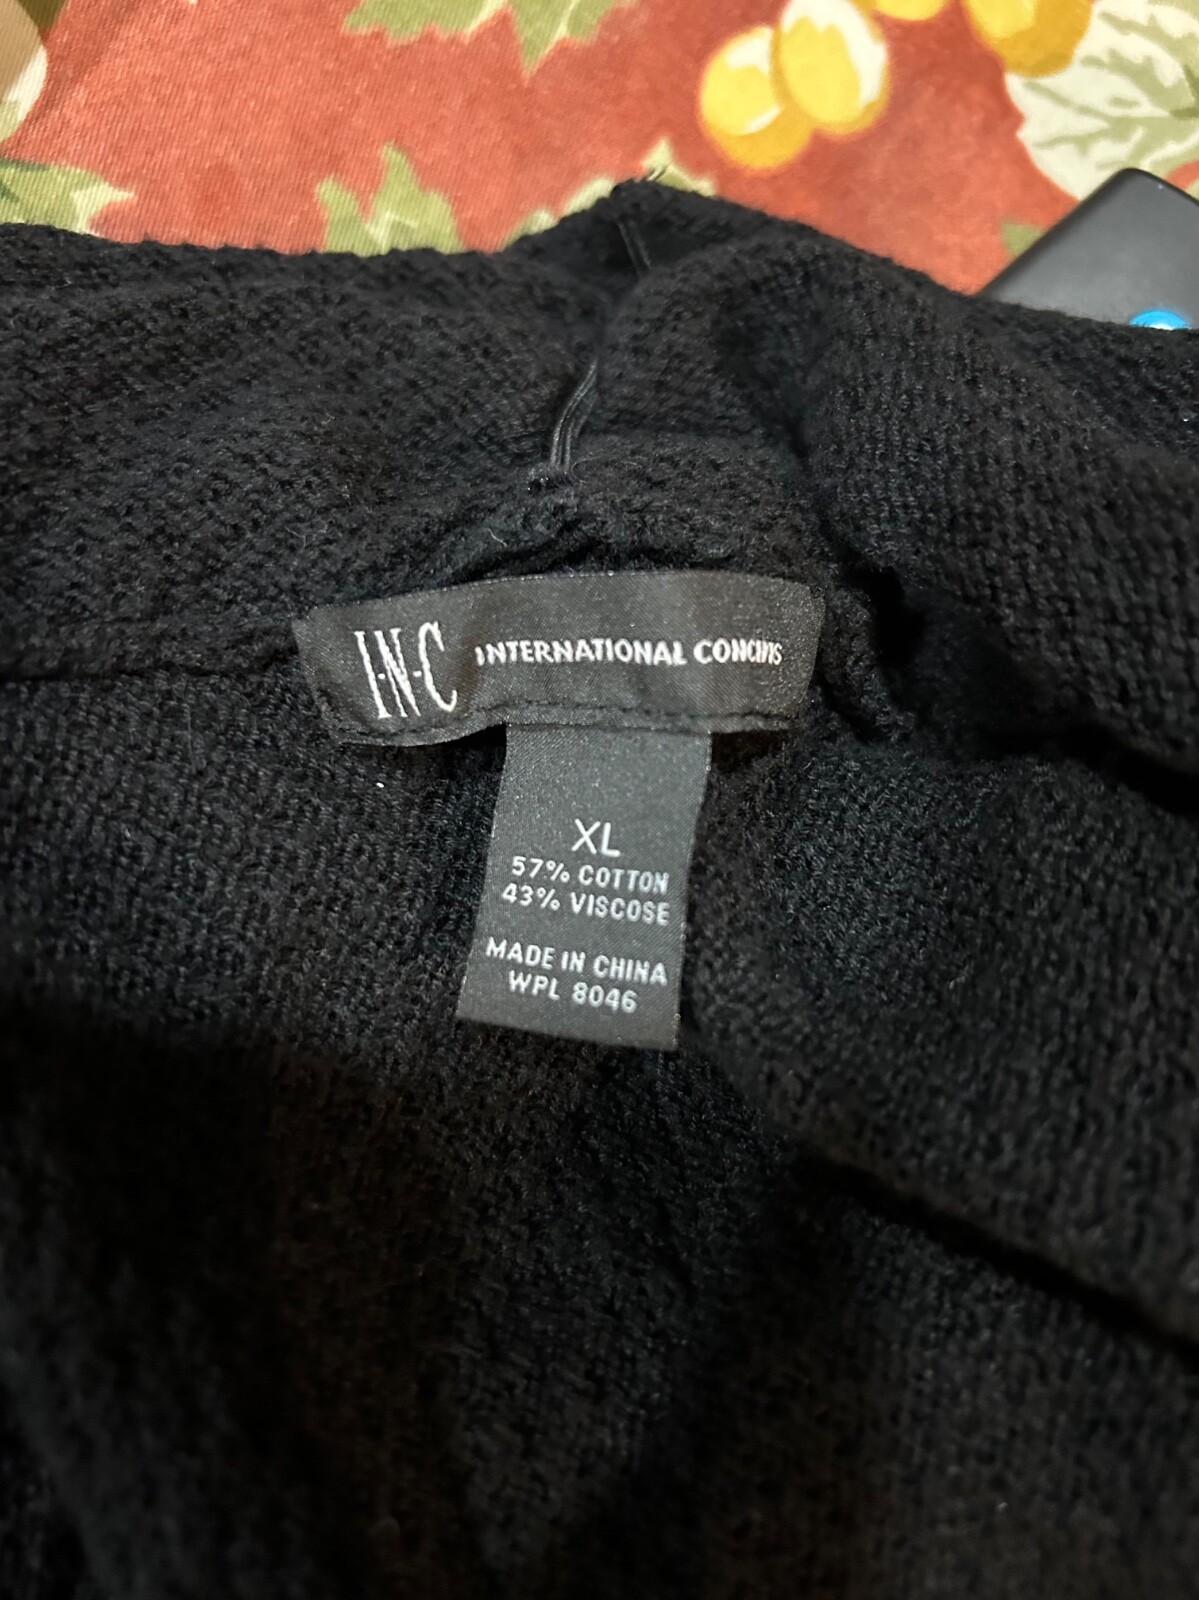 I·N·C INTERNATIONAL CONCEPTS
XL
57% COTTON
43% VISCOSE
MADE IN CHINA
WPL 8046